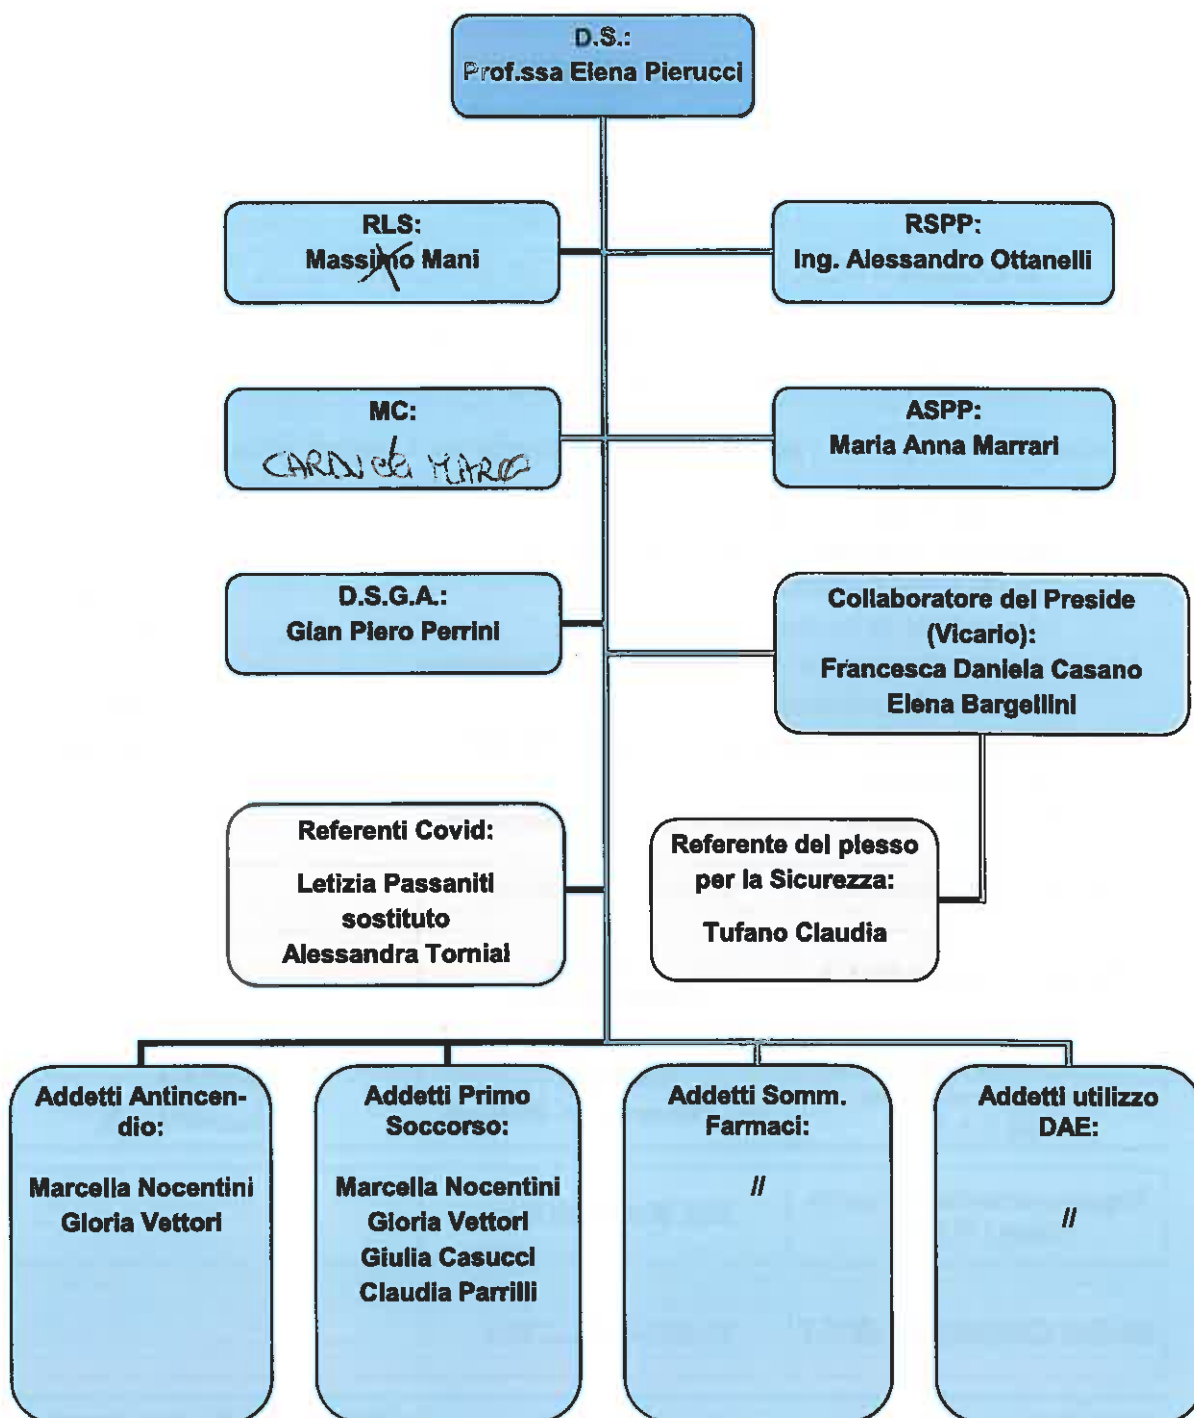 D.S.:
Prof.ssa Elena Pierucci
RLS:
Massimo Mani
RSPP:
Ing. Alessandro Ottanelli
MC:
MARCO
ASPP:
Maria Anna Marrari
D.S.G.A.:
Gian Piero Perrini
Collaboratore del Preside
(Vicario):
Francesca Daniela Casano
Elena Bargellini
Referenti Covid:
Letizia Passaniti
sostituto
Alessandra Torniai
Referente del plesso
per la Sicurezza:
Tufano Claudia
Addetti Antincen-
dio:
Marcella Nocentini
Gloria Vettori
Addetti Primo
Soccorso:
Marcella Nocentini
Gloria Vettori
Giulia Casucci
Claudia Parrilli
Addetti Somm.
Farmaci:
//
Addetti utilizzo
DAE:
//